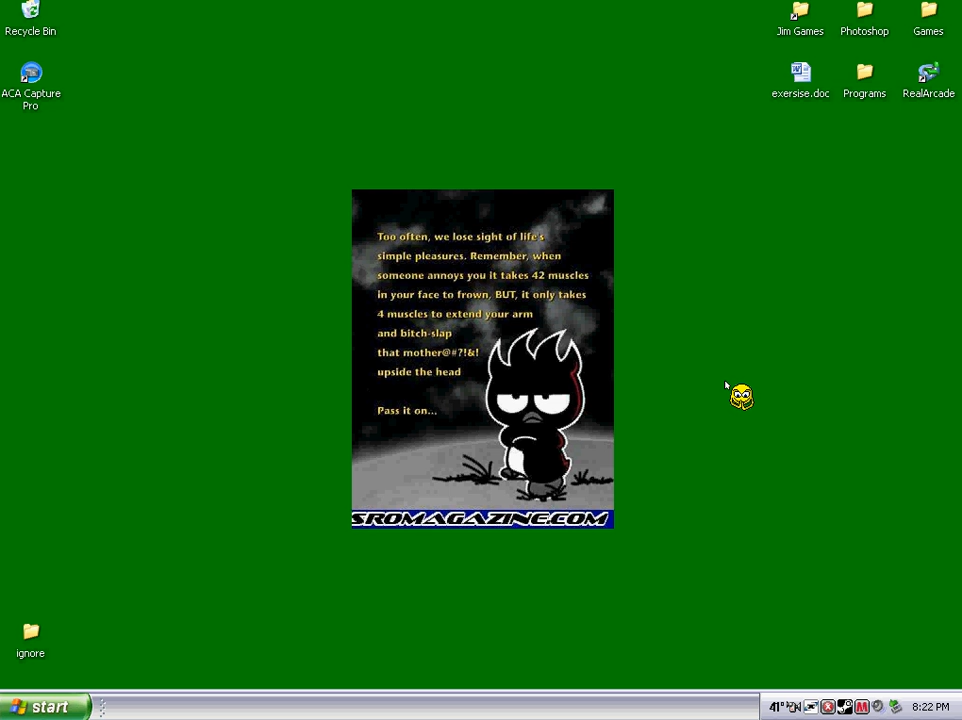 Recycle Bin
Jim Games
Photoshop
Games
ACA Capture
Pro
exersise.doc
Programs
RealArcade
Too often, we lose sight of life's
simple pleasures. Remember, when
someone annoys you it takes 42 muscles
in your face to frown, BUT, it only takes
4 muscles to extend your arm
and bitch-slap
that mother@#?!&!
upside the head
Pass it on...
SROMAGAZINE.COM
ignore
start
41°
8:22 PM